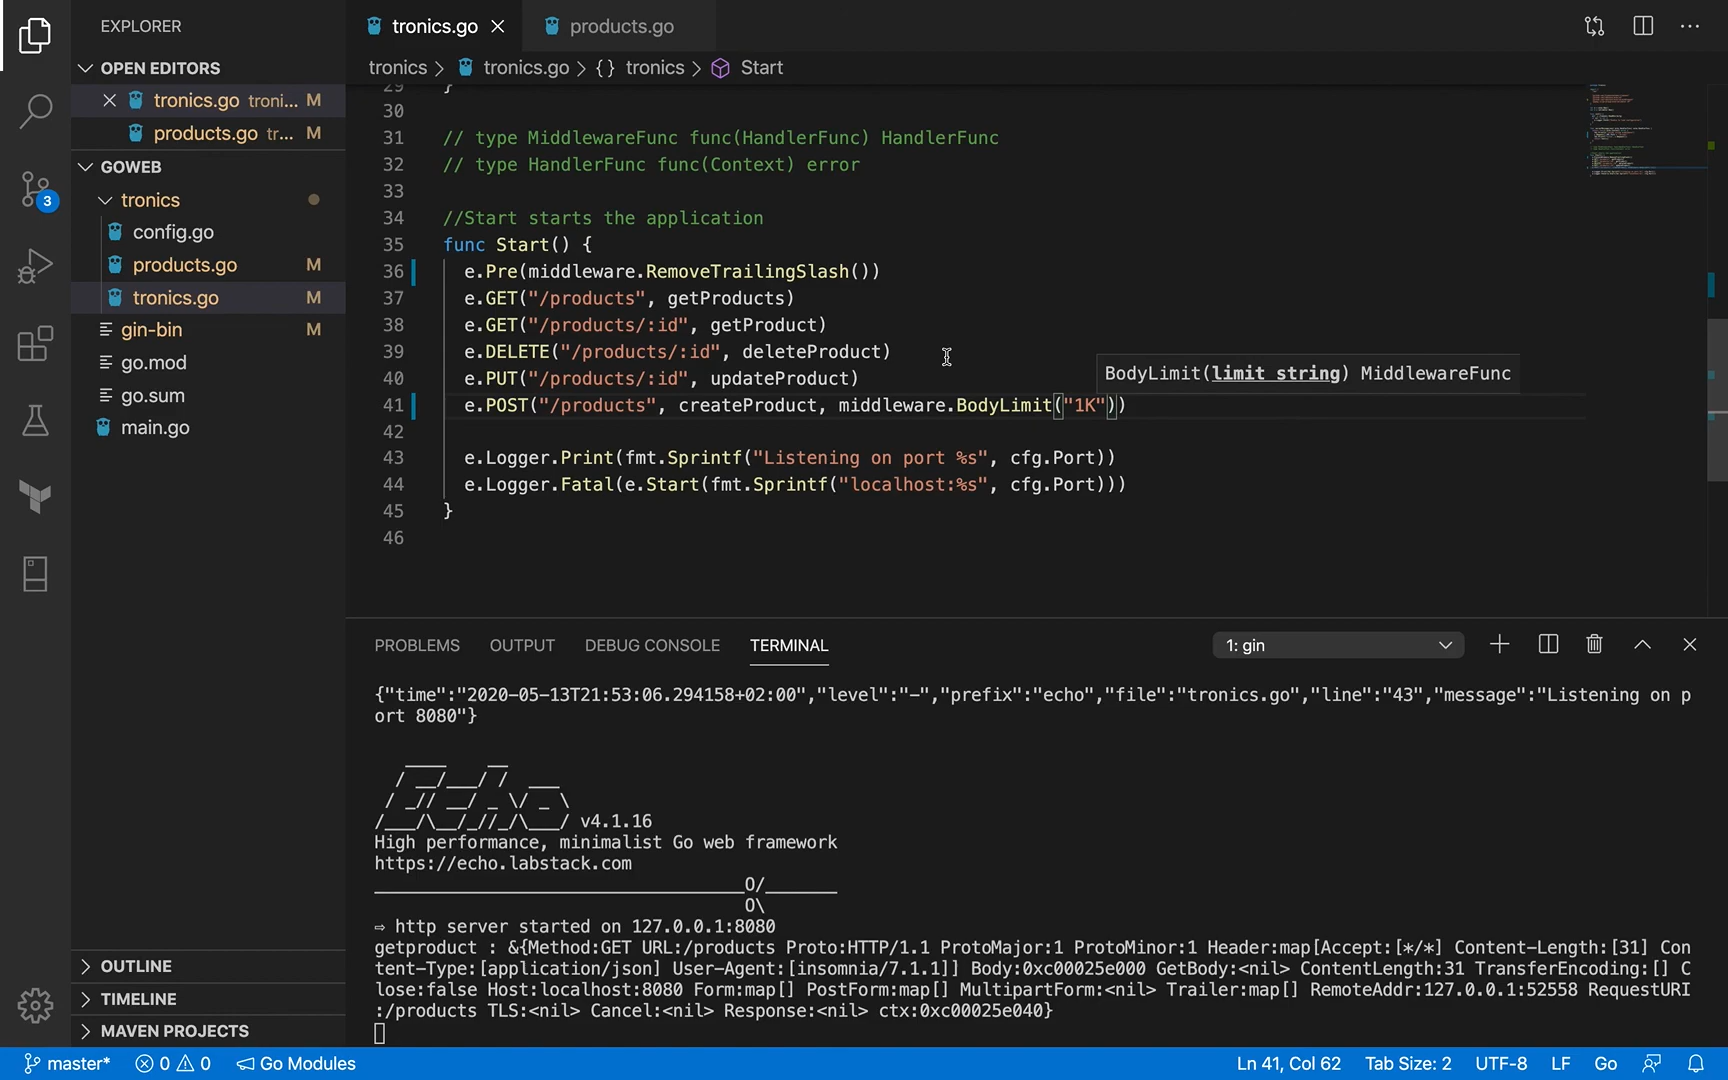 EXPLORER
tronics.go
products.go
OPEN EDITORS
tronics > tronics.go > {} tronics > Start
tronics.go troni... M
products.go tr... M
GOWEB
tronics
config.go
products.go M
tronics.go M
gin-bin M
go.mod
go.sum
main.go
3
29 }
30
31 // type MiddlewareFunc func(HandlerFunc) HandlerFunc
32 // type HandlerFunc func(Context) error
33
34 //Start starts the application
35 func Start() {
36 e.Pre(middleware.RemoveTrailingSlash())
37 e.GET("/products", getProducts)
38 e.GET("/products/:id", getProduct)
39 e.DELETE("/products/:id", deleteProduct)
40 e.PUT("/products/:id", updateProduct)
BodyLimit(limit string) MiddlewareFunc
41 e.POST("/products", createProduct, middleware.BodyLimit("1K"))
42
43 e.Logger.Print(fmt.Sprintf("Listening on port %s", cfg.Port))
44 e.Logger.Fatal(e.Start(fmt.Sprintf("localhost:%s", cfg.Port)))
45 }
46
PROBLEMS OUTPUT DEBUG CONSOLE TERMINAL 1: gin
{"time":"2020-05-13T21:53:06.294158+02:00","level":"-","prefix":"echo","file":"tronics.go","line":"43","message":"Listening on p
ort 8080"}
   ____    __
  / __/___/ /  ___
 / _// __/ _ \/ _ \
/___/\__/_//_/\___/ v4.1.16
High performance, minimalist Go web framework
https://echo.labstack.com
____________________________________O/_______
                                    O\
⇨ http server started on 127.0.0.1:8080
getproduct : &{Method:GET URL:/products Proto:HTTP/1.1 ProtoMajor:1 ProtoMinor:1 Header:map[Accept:[*/*] Content-Length:[31] Con
tent-Type:[application/json] User-Agent:[insomnia/7.1.1]] Body:0xc00025e000 GetBody:<nil> ContentLength:31 TransferEncoding:[] C
lose:false Host:localhost:8080 Form:map[] PostForm:map[] MultipartForm:<nil> Trailer:map[] RemoteAddr:127.0.0.1:52558 RequestURI
:/products TLS:<nil> Cancel:<nil> Response:<nil> ctx:0xc00025e040}
OUTLINE
TIMELINE
MAVEN PROJECTS
master* 0 0 Go Modules Ln 41, Col 62 Tab Size: 2 UTF-8 LF Go